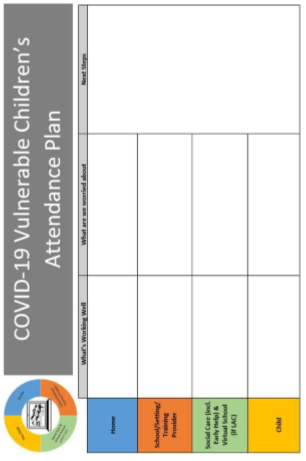 COVID-19 Vulnerable Children's
Attendance Plan
What's Working Well
What are we worried about
Next Steps
Home
School/Setting/
Training
Provider
Social Care (incl.
Early Help) &
Virtual School
(if LAC)
Child